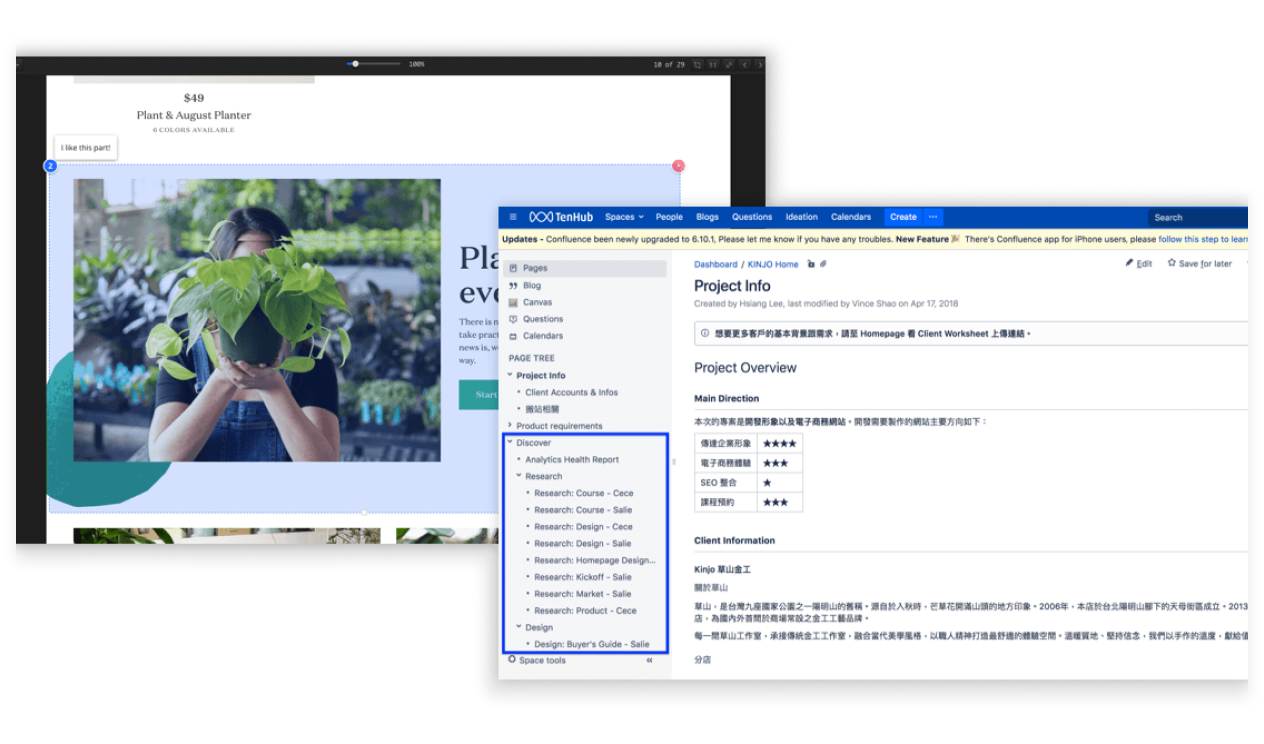 100%
10 of 29
$49
Plant & August Planter
6 COLORS AVAILABLE
I like this part!
2
There is n
take pract
news is, w
way.
Start
TenHub Spaces People Blogs Questions Ideation Calendars Create ··· Search
Updates - Confluence been newly upgraded to 6.10.1, Please let me know if you have any troubles. New Feature 🎉 There's Confluence app for iPhone users, please follow this step to lear
Pages
Blog
Canvas
Questions
Calendars
PAGE TREE
Project Info
Client Accounts & Infos
搬站相關
Product requirements
Discover
Analytics Health Report
Research
Research: Course - Cece
Research: Course - Salie
Research: Design - Cece
Research: Design - Salie
Research: Homepage Design...
Research: Kickoff - Salie
Research: Market - Salie
Research: Product - Cece
Design
Design: Buyer's Guide - Salie
Space tools «
Dashboard / KINJO Home
Edit Save for later
Project Info
Created by Hsiang Lee, last modified by Vince Shao on Apr 17, 2018
想要更多客戶的基本背景跟需求，請至 Homepage 看 Client Worksheet 上傳連結。
Project Overview
Main Direction
本次的專案是開發形象以及電子商務網站。開發需要製作的網站主要方向如下：
傳達企業形象 ★★★★
電子商務體驗 ★★★
SEO 整合 ★
課程預約 ★★★
Client Information
Kinjo 草山金工
關於草山
草山，是台灣九座國家公園之一陽明山的舊稱。源自於入秋時，芒草花開滿山頭的地方印象。2006年，本店於台北陽明山腳下的天母街區成立。2013
店，為國內外首間於商場常設之金工工藝品牌。
每一間草山工作室，承接傳統金工工作室，融合當代美學風格，以職人精神打造最舒適的體驗空間。溫暖質地、堅持信念，我們以手作的溫度，獻給值
分店